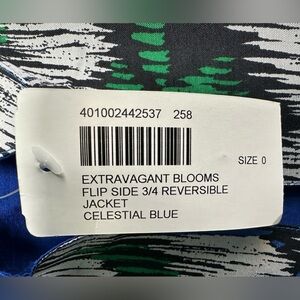 401002442537 258
SIZE 0
EXTRAVAGANT BLOOMS
FLIP SIDE 3/4 REVERSIBLE
JACKET
CELESTIAL BLUE